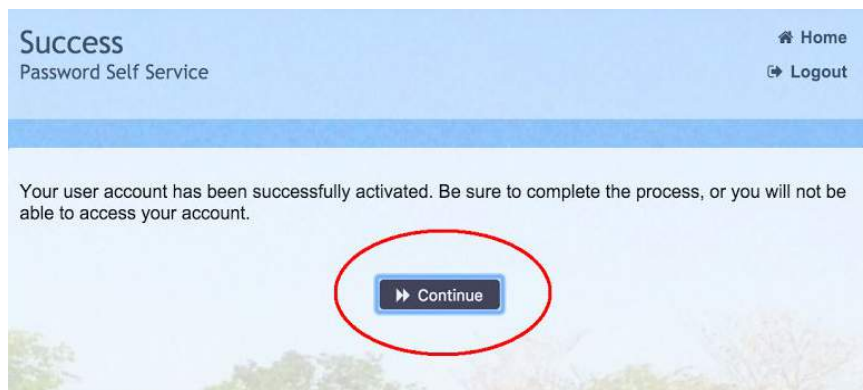 Success
Password Self Service
Home
Logout
Your user account has been successfully activated. Be sure to complete the process, or you will not be
able to access your account.
Continue